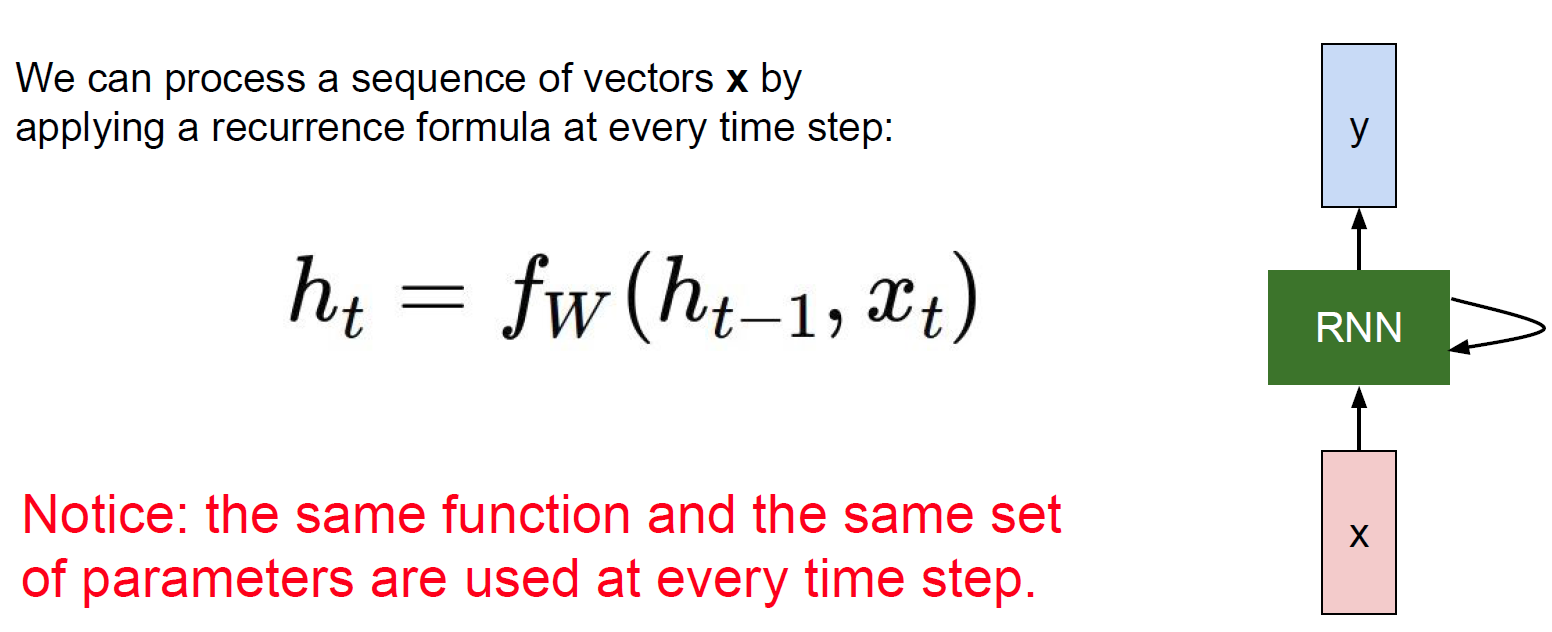 We can process a sequence of vectors x by
applying a recurrence formula at every time step:
h_t = f_W(h_{t-1}, x_t)
Notice: the same function and the same set
of parameters are used at every time step.
y
RNN
x